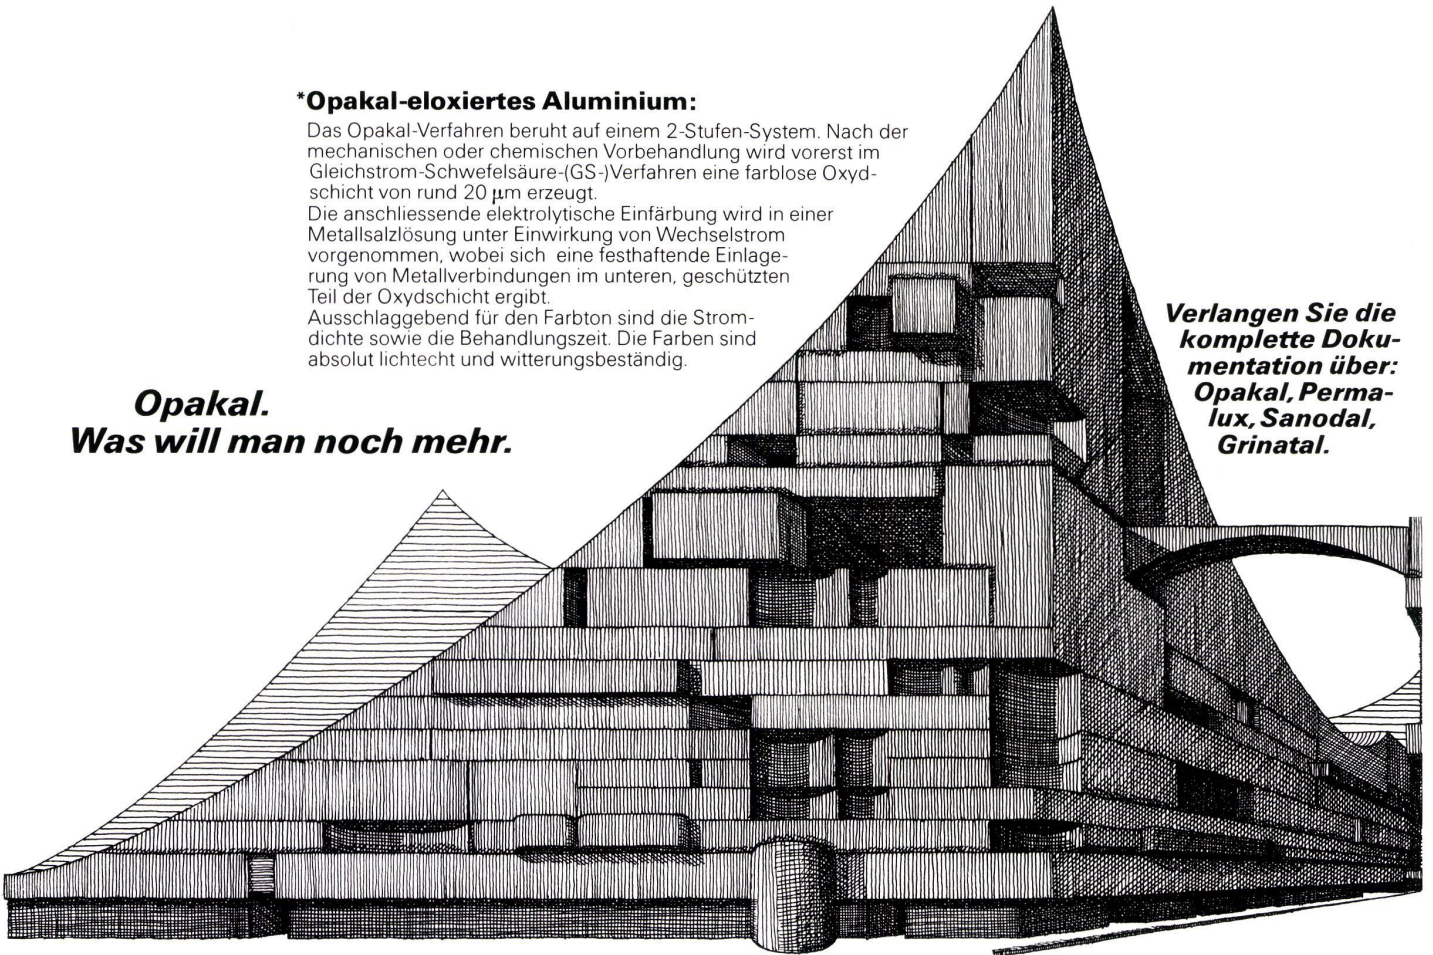 *Opakal-eloxiertes Aluminium:
Das Opakal-Verfahren beruht auf einem 2-Stufen-System. Nach der
mechanischen oder chemischen Vorbehandlung wird vorerst im
Gleichstrom-Schwefelsäure-(GS-)Verfahren eine farblose Oxyd-
schicht von rund 20 µm erzeugt.
Die anschliessende elektrolytische Einfärbung wird in einer
Metallsalzlösung unter Einwirkung von Wechselstrom
vorgenommen, wobei sich eine festhaftende Einlage-
rung von Metallverbindungen im unteren, geschützten
Teil der Oxydschicht ergibt.
Ausschlaggebend für den Farbton sind die Strom-
dichte sowie die Behandlungszeit. Die Farben sind
absolut lichtecht und witterungsbeständig.
Opakal.
Was will man noch mehr.
Verlangen Sie die
komplette Doku-
mentation über:
Opakal, Perma-
lux, Sanodal,
Grinatal.